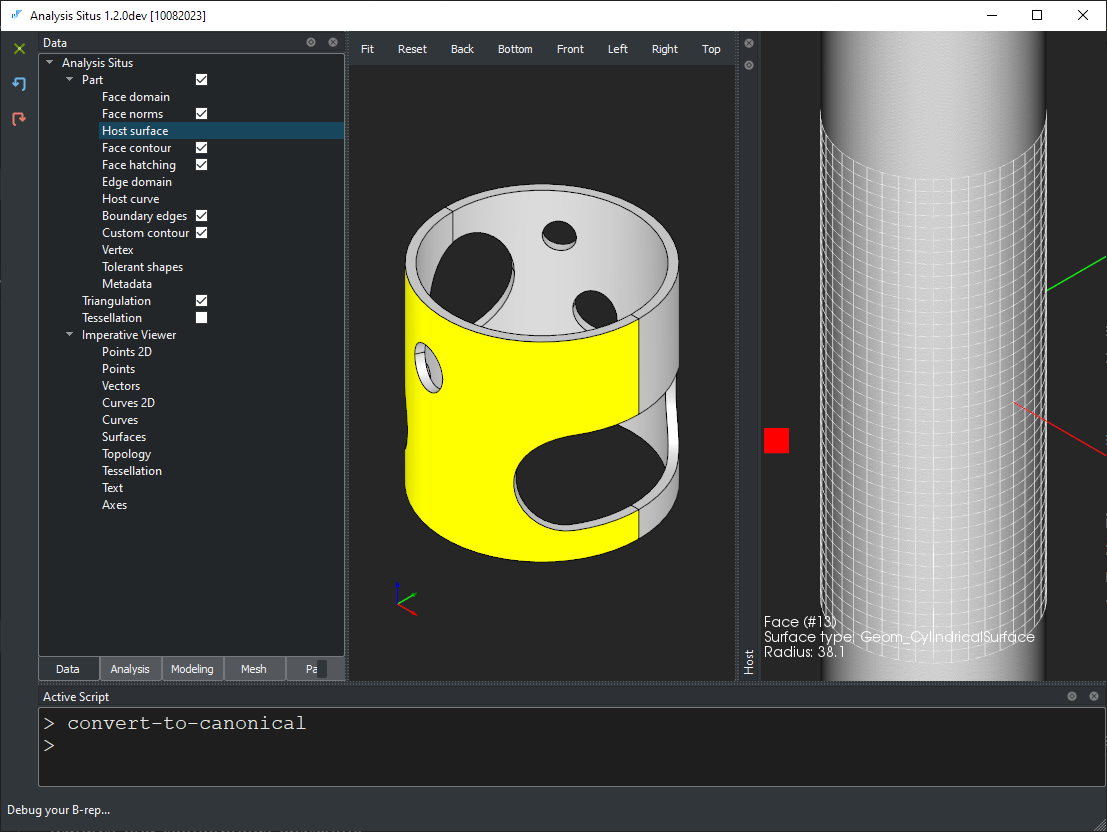 Analysis Situs 1.2.0dev [10082023]
Data
Analysis Situs
Part
Face domain
Face norms
Host surface
Face contour
Face hatching
Edge domain
Host curve
Boundary edges
Custom contour
Vertex
Tolerant shapes
Metadata
Triangulation
Tessellation
Imperative Viewer
Points 2D
Points
Vectors
Curves 2D
Curves
Surfaces
Topology
Tessellation
Text
Axes
Data Analysis Modeling Mesh Pa
Fit Reset Back Bottom Front Left Right Top
Host
Face (#13)
Surface type: Geom_CylindricalSurface
Radius: 38.1
Active Script
> convert-to-canonical
>
Debug your B-rep...